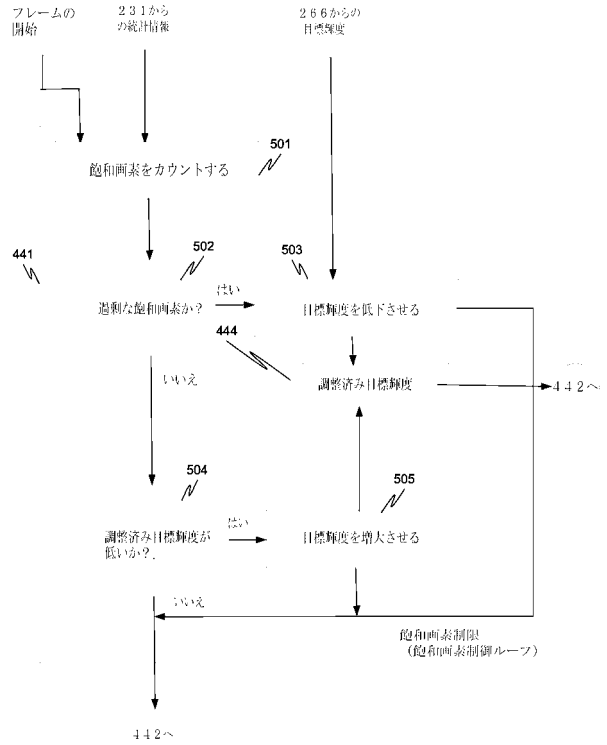 フレームの
開始
231から
の統計情報
266からの
目標輝度
501
飽和画素をカウントする
441
502
503
過剰な飽和画素か?
はい
目標輝度を低下させる
444
調整済み目標輝度
442へ
いいえ
504
505
調整済み目標輝度が
低いか?
はい
目標輝度を増大させる
いいえ
飽和画素制限
(飽和画素制御ループ)
442へ